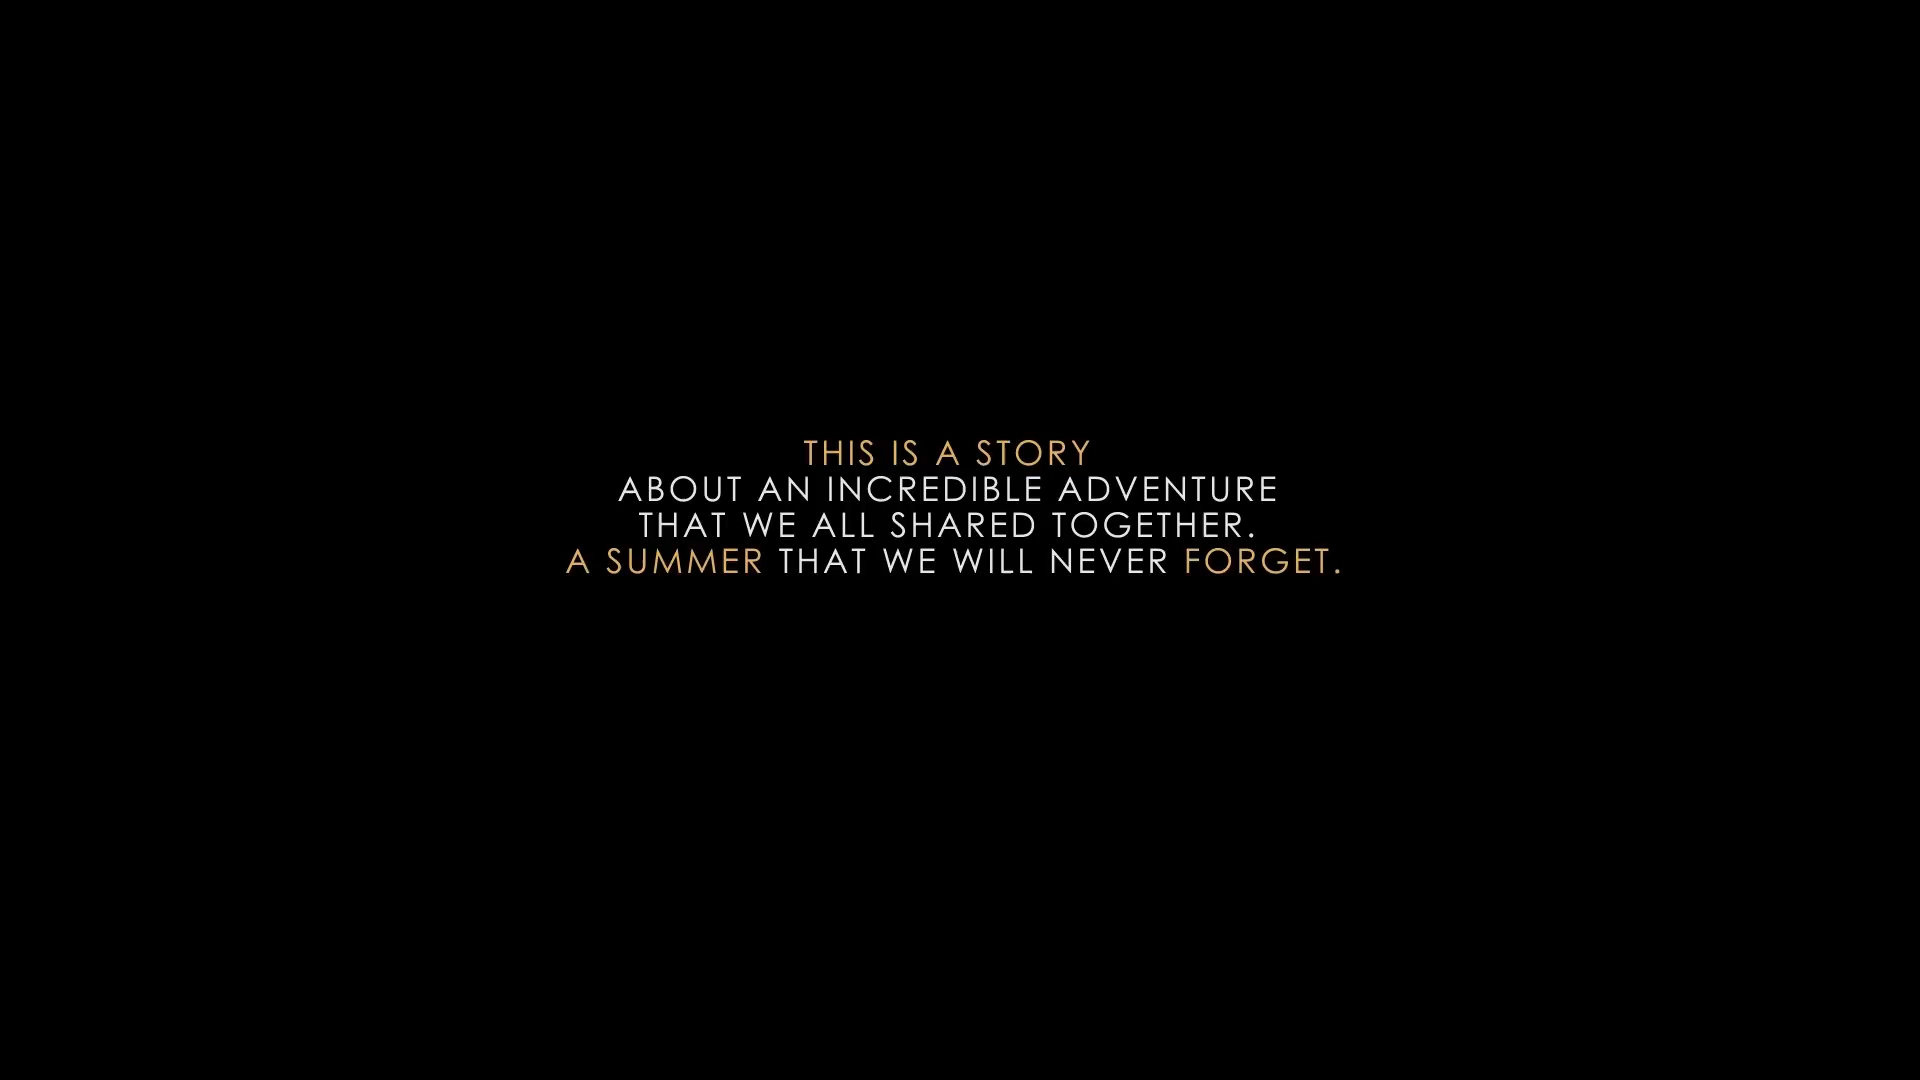 THIS IS A STORY
ABOUT AN INCREDIBLE ADVENTURE
THAT WE ALL SHARED TOGETHER.
A SUMMER THAT WE WILL NEVER FORGET.